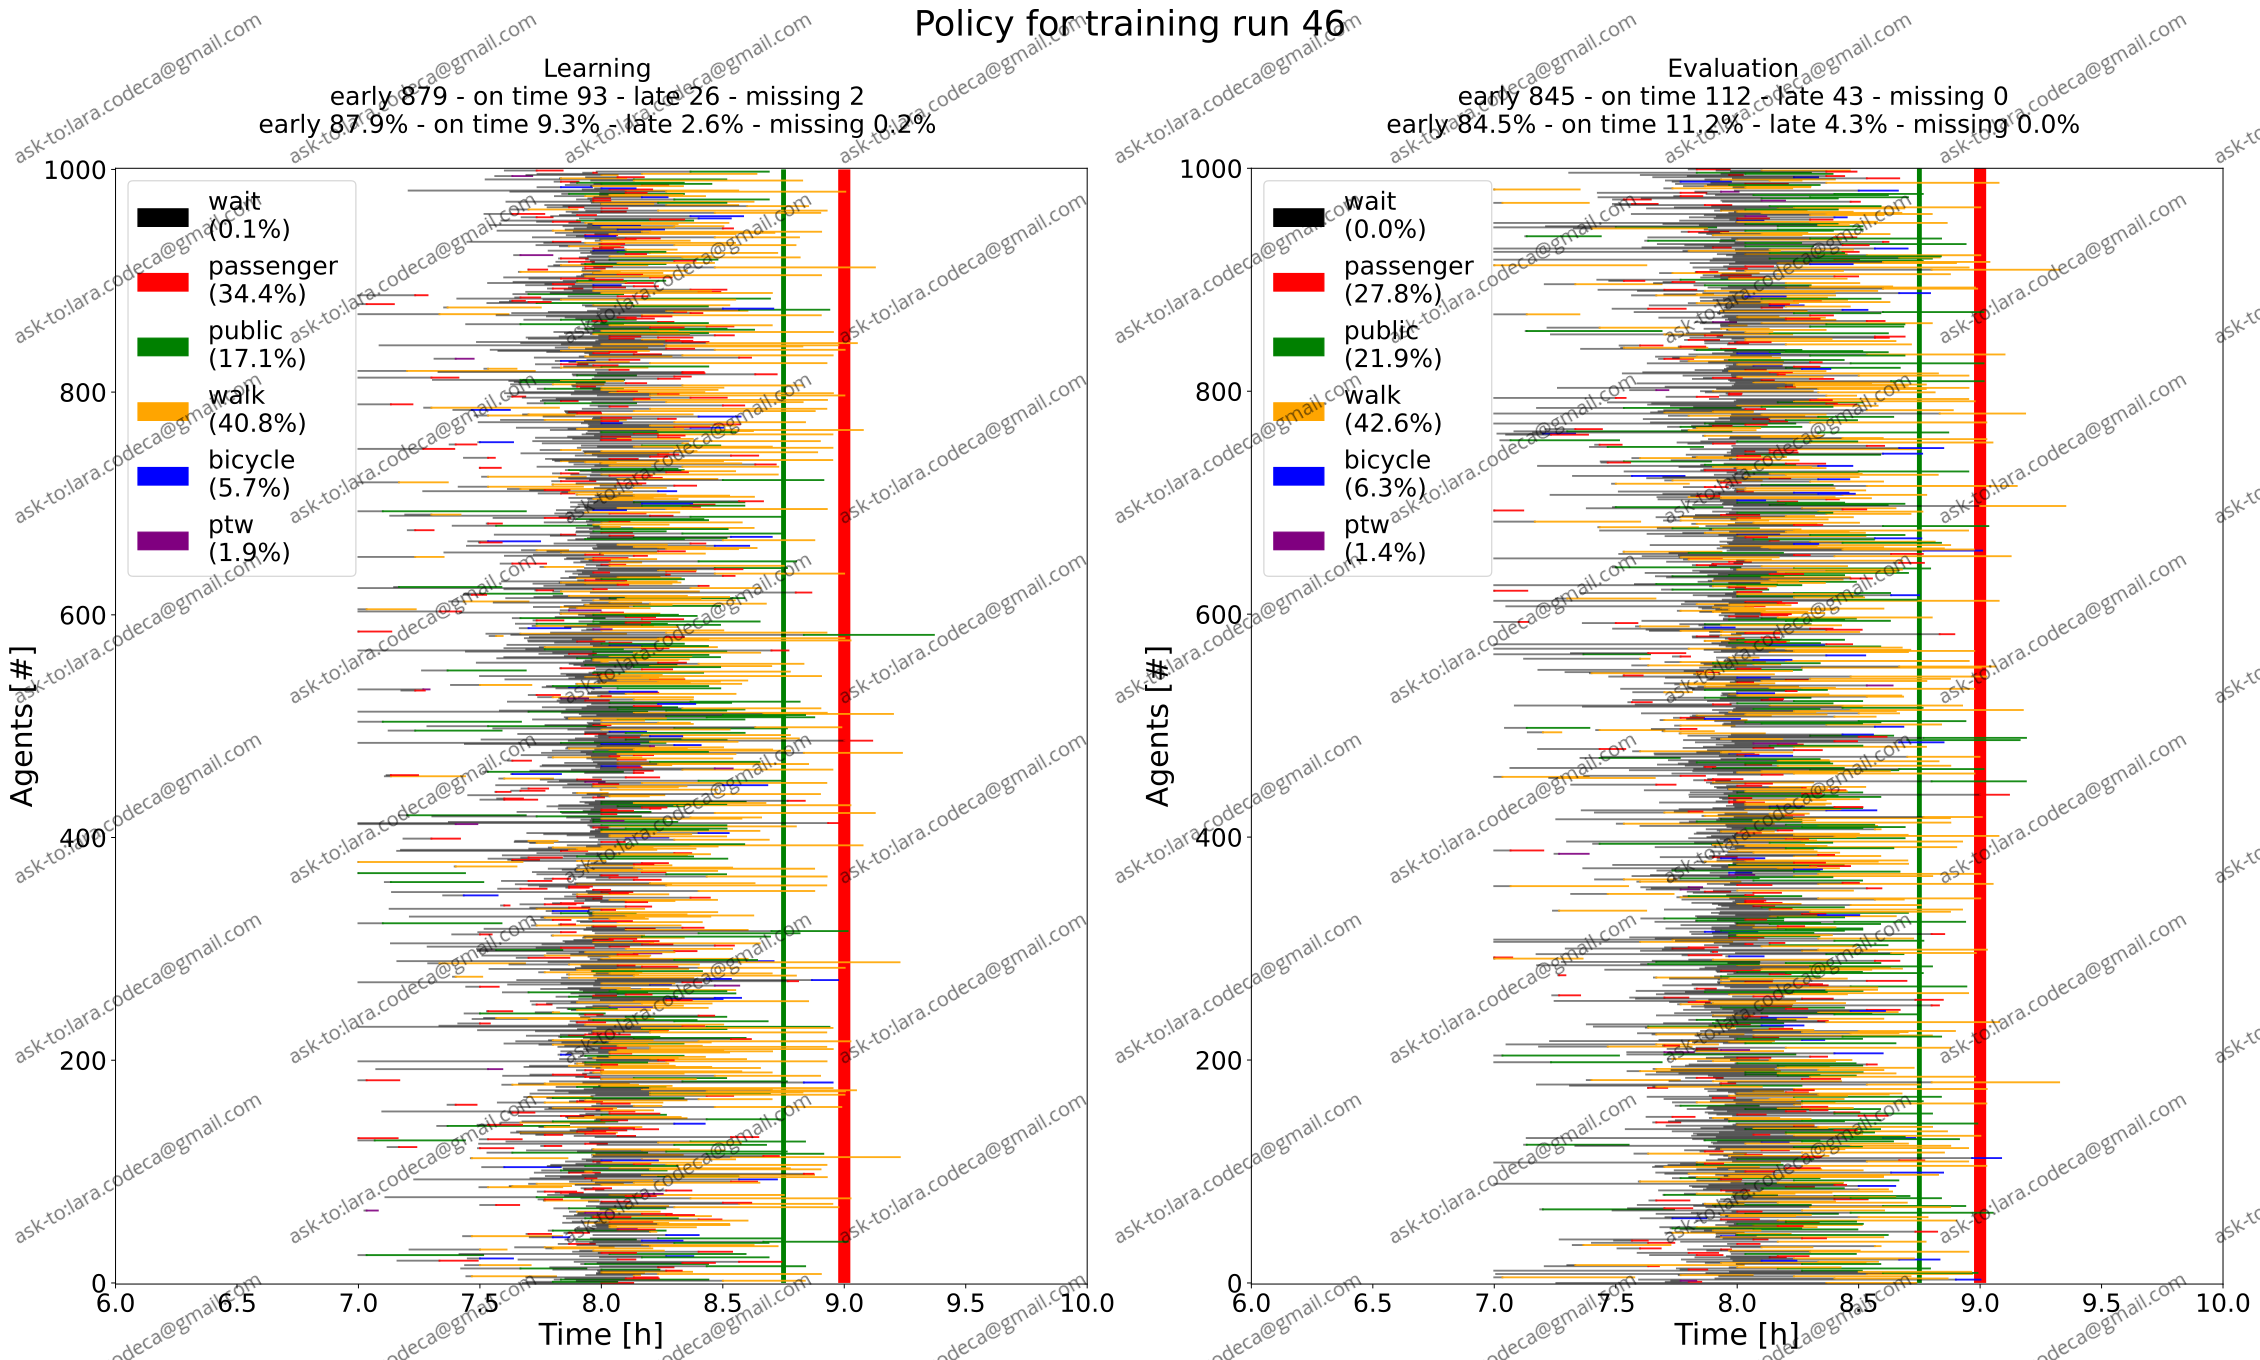 Policy for training run 46
Learning
early 879 - on time 93 - late 26 - missing 2
early 87.9% - on time 9.3% - late 2.6% - missing 0.2%
Evaluation
early 845 - on time 112 - late 43 - missing 0
early 84.5% - on time 11.2% - late 4.3% - missing 0.0%
1000
800
600
400
200
0
Agents [#]
wait
(0.1%)
passenger
(34.4%)
public
(17.1%)
walk
(40.8%)
bicycle
(5.7%)
ptw
(1.9%)
6.0 6.5 7.0 7.5 8.0 8.5 9.0 9.5 10.0
Time [h]
1000
800
600
400
200
0
Agents [#]
wait
(0.0%)
passenger
(27.8%)
public
(21.9%)
walk
(42.6%)
bicycle
(6.3%)
ptw
(1.4%)
6.0 6.5 7.0 7.5 8.0 8.5 9.0 9.5 10.0
Time [h]
ask-to:lara.codeca@gmail.com